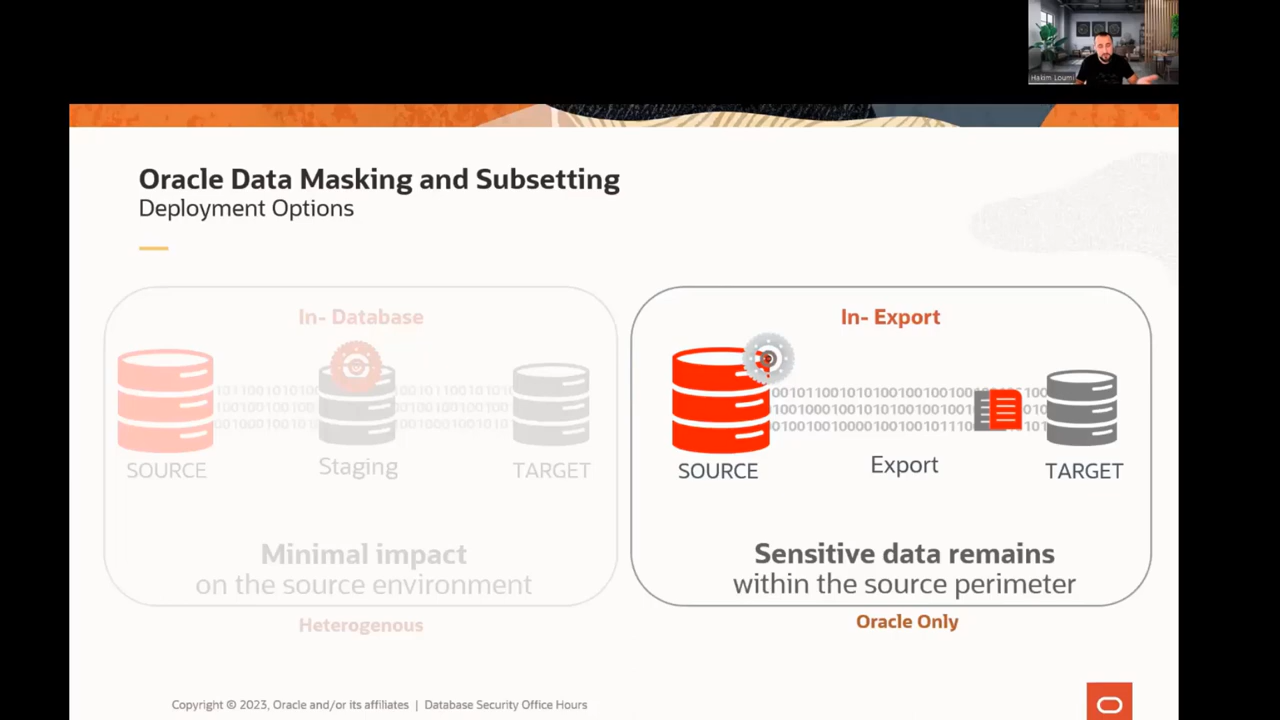 Hakim Loumi
Oracle Data Masking and Subsetting
Deployment Options
In- Database
SOURCE
Staging
TARGET
Minimal impact
on the source environment
Heterogenous
In- Export
SOURCE
Export
TARGET
Sensitive data remains
within the source perimeter
Oracle Only
Copyright © 2023, Oracle and/or its affiliates | Database Security Office Hours